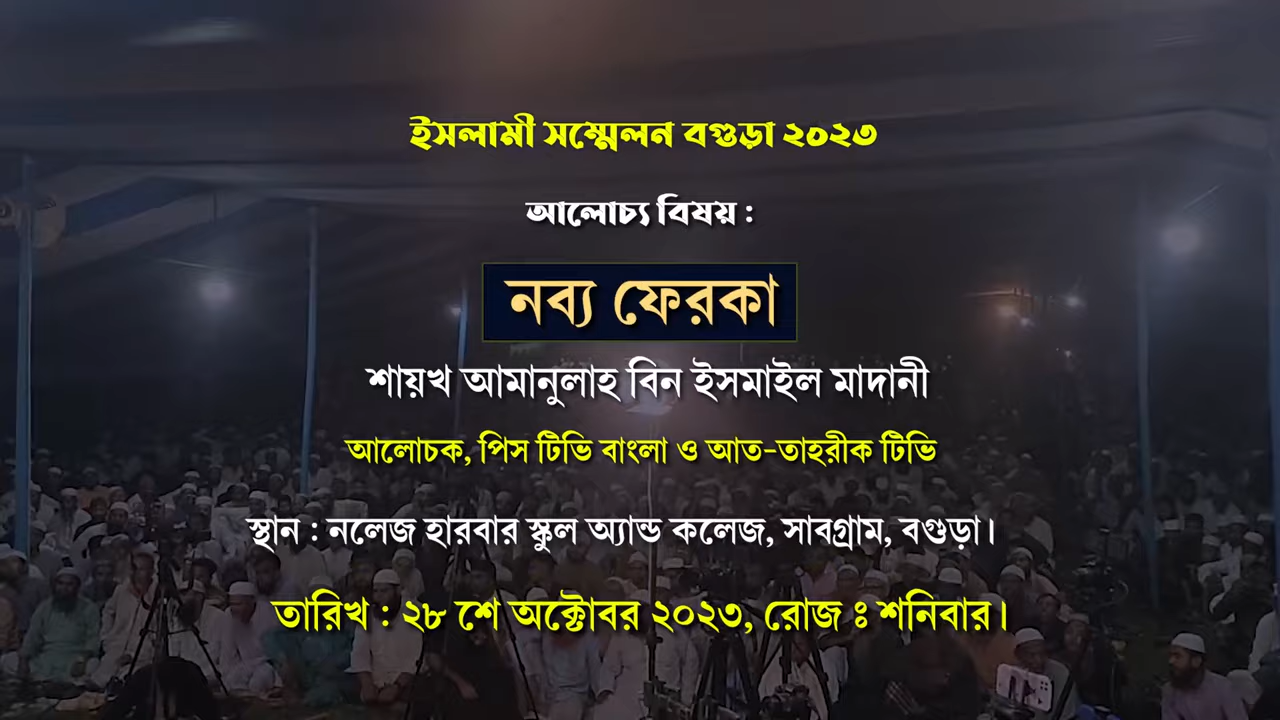 ইসলামী সম্মেলন বগুড়া ২০২৩
আলোচ্য বিষয় :
নব্য ফেরকা
শায়খ আমানুলাহ বিন ইসমাইল মাদানী
আলোচক, পিস টিভি বাংলা ও আত-তাহরীক টিভি
স্থান : নলেজ হারবার স্কুল অ্যান্ড কলেজ, সাবগ্রাম, বগুড়া।
তারিখ : ২৮ শে অক্টোবর ২০২৩, রোজ ঃ শনিবার।